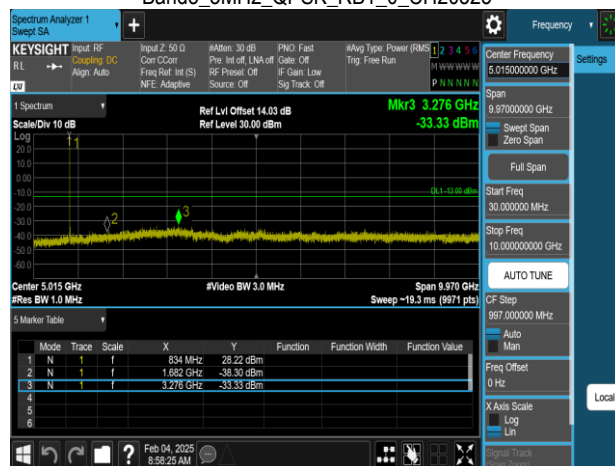 Spectrum Analyzer 1
Swept SA
+
Frequency
KEYSIGHT
RL
LXI
Input: RF
Coupling: DC
Align: Auto
Input Z: 50 Ω
Corr CCorr
Freq Ref: Int (S)
NFE: Adaptive
#Atten: 30 dB
Pre: Int off, LNA off
RF Presel: Off
Source: Off
PNO: Fast
Gate: Off
IF Gain: Low
Sig Track: Off
#Avg Type: Power (RMS
Trig: Free Run
1 2 3 4 5 6
M W W W W W
P N N N N N
1 Spectrum
Scale/Div 10 dB
Log
Ref Lvl Offset 14.03 dB
Ref Level 30.00 dBm
Mkr3 3.276 GHz
-33.33 dBm
20.0
10.0
0.00
-10.0
-20.0
-30.0
-40.0
-50.0
-60.0
1
2
3
DL1 -13.00 dBm
Center 5.015 GHz
#Res BW 1.0 MHz
#Video BW 3.0 MHz
Span 9.970 GHz
Sweep ~19.3 ms (9971 pts)
5 Marker Table
Mode Trace Scale X Y Function Function Width Function Value
1 N 1 f 834 MHz 28.22 dBm
2 N 1 f 1.682 GHz -38.30 dBm
3 N 1 f 3.276 GHz -33.33 dBm
4
5
6
Feb 04, 2025
8:58:25 AM
Center Frequency
5.015000000 GHz
Span
9.97000000 GHz
Swept Span
Zero Span
Full Span
Start Freq
30.000000 MHz
Stop Freq
10.000000000 GHz
AUTO TUNE
CF Step
997.000000 MHz
Auto
Man
Freq Offset
0 Hz
X Axis Scale
Log
Lin
Signal Track
Settings
Local